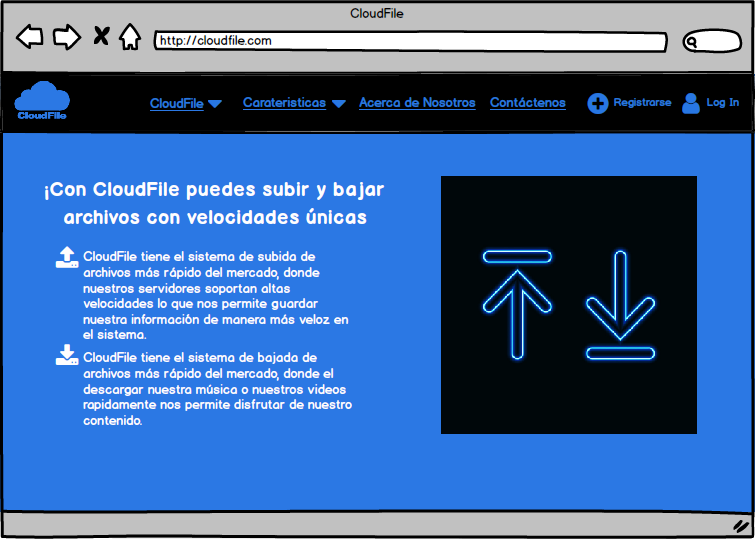 CloudFile
http://cloudfile.com
CloudFile
CloudFile
Carateristicas
Acerca de Nosotros
Contáctenos
Registrarse
Log In
¡Con CloudFile puedes subir y bajar
archivos con velocidades únicas
CloudFile tiene el sistema de subida de
archivos más rápido del mercado, donde
nuestros servidores soportan altas
velocidades lo que nos permite guardar
nuestra información de manera más veloz en
el sistema.
CloudFile tiene el sistema de bajada de
archivos más rápido del mercado, donde el
descargar nuestra música o nuestros videos
rapidamente nos permite disfrutar de nuestro
contenido.